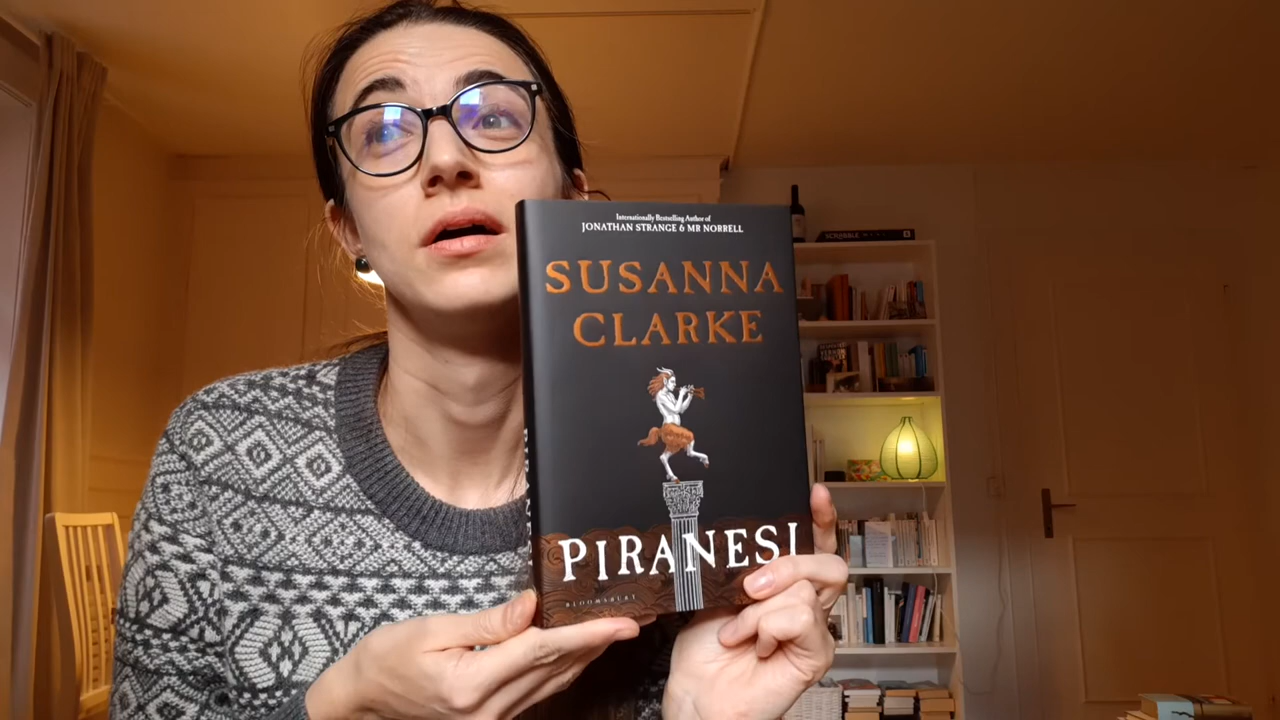 Internationally Bestselling Author of
JONATHAN STRANGE & MR NORRELL
SUSANNA
CLARKE
PIRANESI
BLOOMSBURY
SCRABBLE